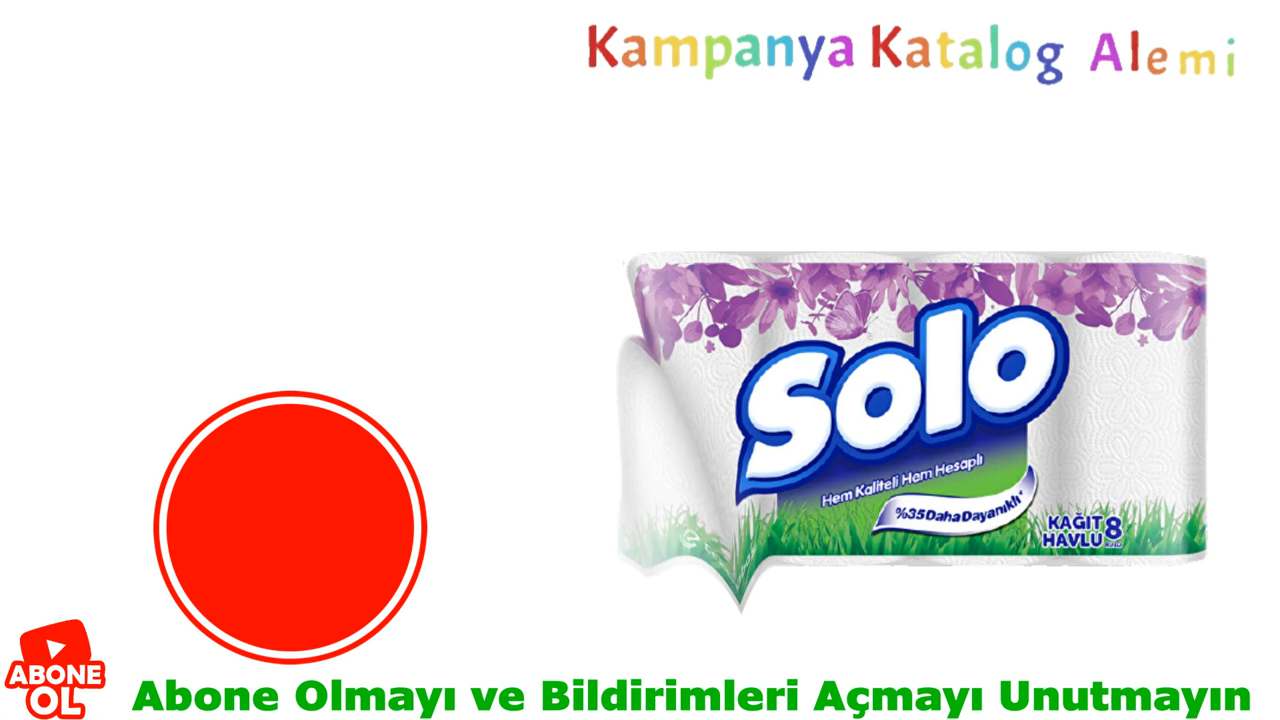 Kampanya Katalog Alemi
Solo
Hem Kaliteli Hem Hesaplı
%35 Daha Dayanıklı*
KAĞIT
HAVLU 8
ABONE
OL
Abone Olmayı ve Bildirimleri Açmayı Unutmayın